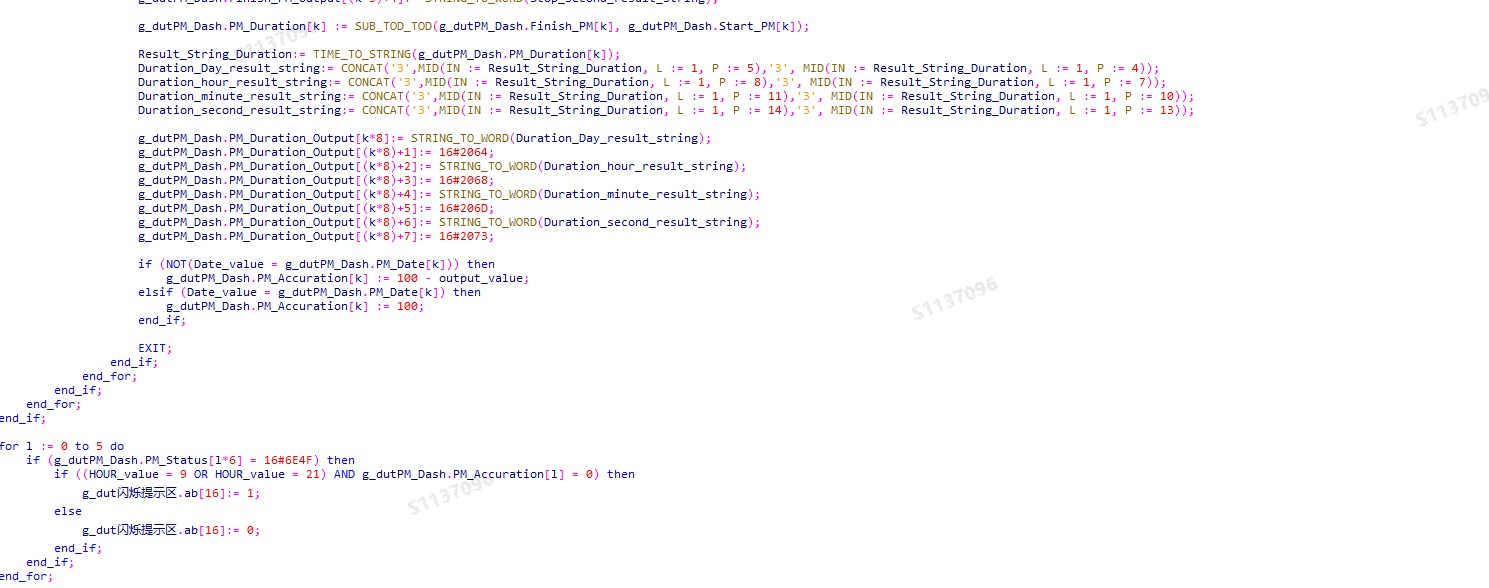 g_dutPM_Dash.PM_Duration[k] := SUB_TOD_TOD(g_dutPM_Dash.Finish_PM[k], g_dutPM_Dash.Start_PM[k]);
Result_String_Duration:= TIME_TO_STRING(g_dutPM_Dash.PM_Duration[k]);
Duration_Day_result_string:= CONCAT('3',MID(IN := Result_String_Duration, L := 1, P := 5),'3', MID(IN := Result_String_Duration, L := 1, P := 4));
Duration_hour_result_string:= CONCAT('3',MID(IN := Result_String_Duration, L := 1, P := 8),'3', MID(IN := Result_String_Duration, L := 1, P := 7));
Duration_minute_result_string:= CONCAT('3',MID(IN := Result_String_Duration, L := 1, P := 11),'3', MID(IN := Result_String_Duration, L := 1, P := 10));
Duration_second_result_string:= CONCAT('3',MID(IN := Result_String_Duration, L := 1, P := 14),'3', MID(IN := Result_String_Duration, L := 1, P := 13));
g_dutPM_Dash.PM_Duration_Output[k*8]:= STRING_TO_WORD(Duration_Day_result_string);
g_dutPM_Dash.PM_Duration_Output[(k*8)+1]:= 16#2064;
g_dutPM_Dash.PM_Duration_Output[(k*8)+2]:= STRING_TO_WORD(Duration_hour_result_string);
g_dutPM_Dash.PM_Duration_Output[(k*8)+3]:= 16#2068;
g_dutPM_Dash.PM_Duration_Output[(k*8)+4]:= STRING_TO_WORD(Duration_minute_result_string);
g_dutPM_Dash.PM_Duration_Output[(k*8)+5]:= 16#206D;
g_dutPM_Dash.PM_Duration_Output[(k*8)+6]:= STRING_TO_WORD(Duration_second_result_string);
g_dutPM_Dash.PM_Duration_Output[(k*8)+7]:= 16#2073;
if (NOT(Date_value = g_dutPM_Dash.PM_Date[k])) then
g_dutPM_Dash.PM_Accuration[k] := 100 - output_value;
elsif (Date_value = g_dutPM_Dash.PM_Date[k]) then
g_dutPM_Dash.PM_Accuration[k] := 100;
end_if;
EXIT;
end_if;
end_for;
end_if;
end_for;
end_if;
for l := 0 to 5 do
if (g_dutPM_Dash.PM_Status[l*6] = 16#6E4F) then
if ((HOUR_value = 9 OR HOUR_value = 21) AND g_dutPM_Dash.PM_Accuration[l] = 0) then
g_dut闪烁提示区.ab[16]:= 1;
else
g_dut闪烁提示区.ab[16]:= 0;
end_if;
end_if;
end_for;
S1137096
S1137096
S113709